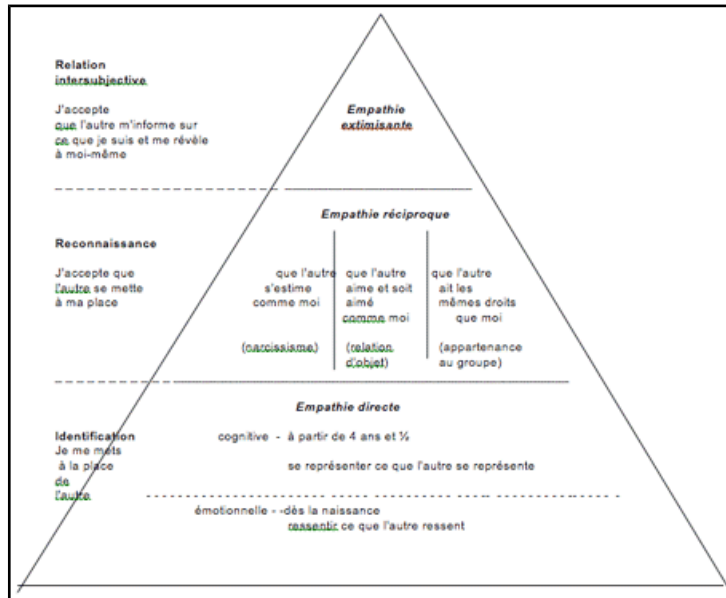 Relation
intersubjective
J'accepte
que l'autre m'informe sur
ce que je suis et me révèle
à moi-même
Empathie
extimisante
Empathie réciproque
Reconnaissance
J'accepte que
l'autre se mette
à ma place
que l'autre
s'estime
comme moi
(narcissisme)
que l'autre
aime et soit
aimé
comme moi
(relation
d'objet)
que l'autre
ait les
mêmes droits
que moi
(appartenance
au groupe)
Empathie directe
Identification
Je me mets
à la place
de
l'autre
cognitive - à partir de 4 ans et ½
se représenter ce que l'autre se représente
émotionnelle - -dès la naissance
ressentir ce que l'autre ressent